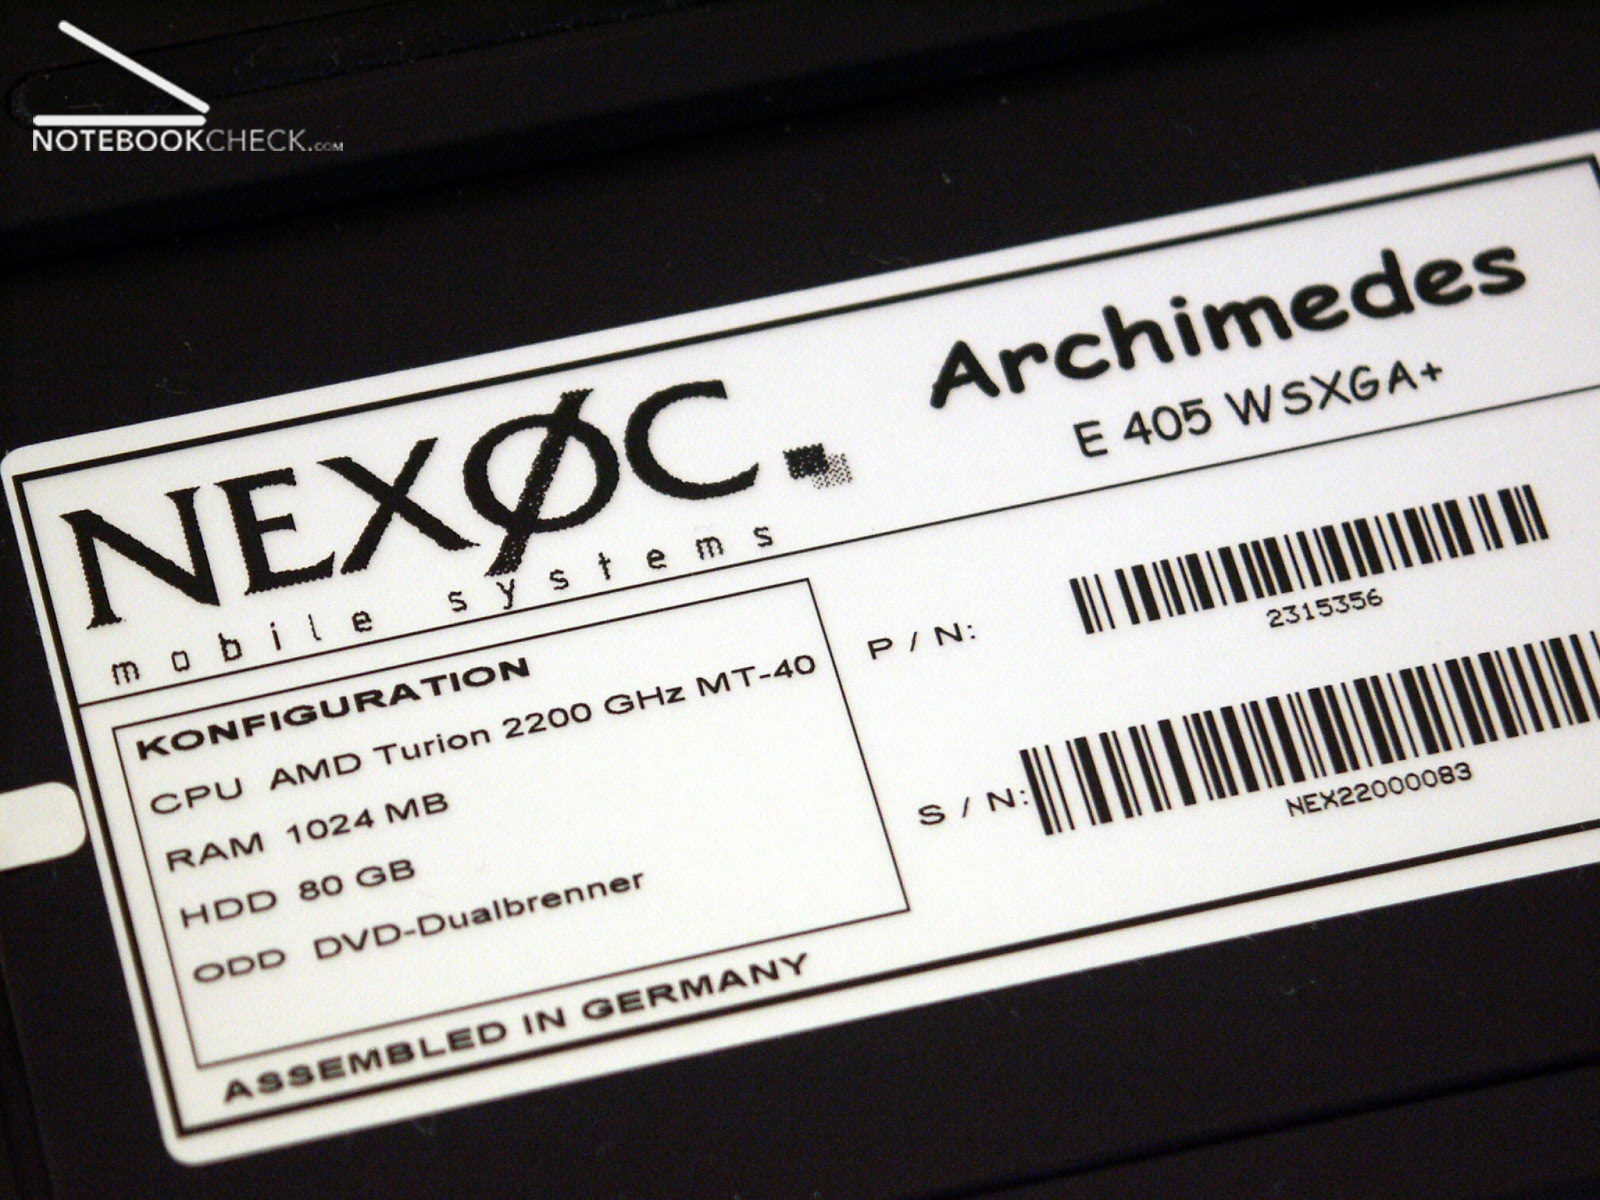 NOTEBOOKCHECK.COM
NEXØC.
mobile systems
Archimedes
E 405 WSXGA+
KONFIGURATION
CPU AMD Turion 2200 GHz MT-40
RAM 1024 MB
HDD 80 GB
ODD DVD-Dualbrenner
P / N:
2315356
S / N:
NEX22000083
ASSEMBLED IN GERMANY